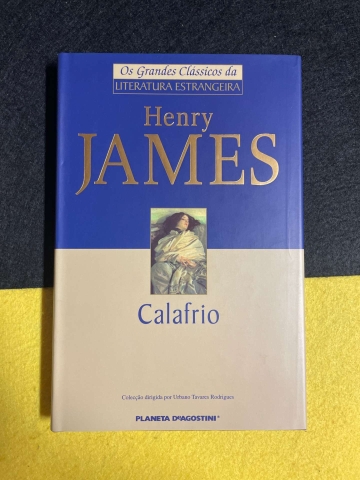 Os Grandes Clássicos da
LITERATURA ESTRANGEIRA
Henry
JAMES
Calafrio
Colecção dirigida por Urbano Tavares Rodrigues
PLANETA DeAGOSTINI